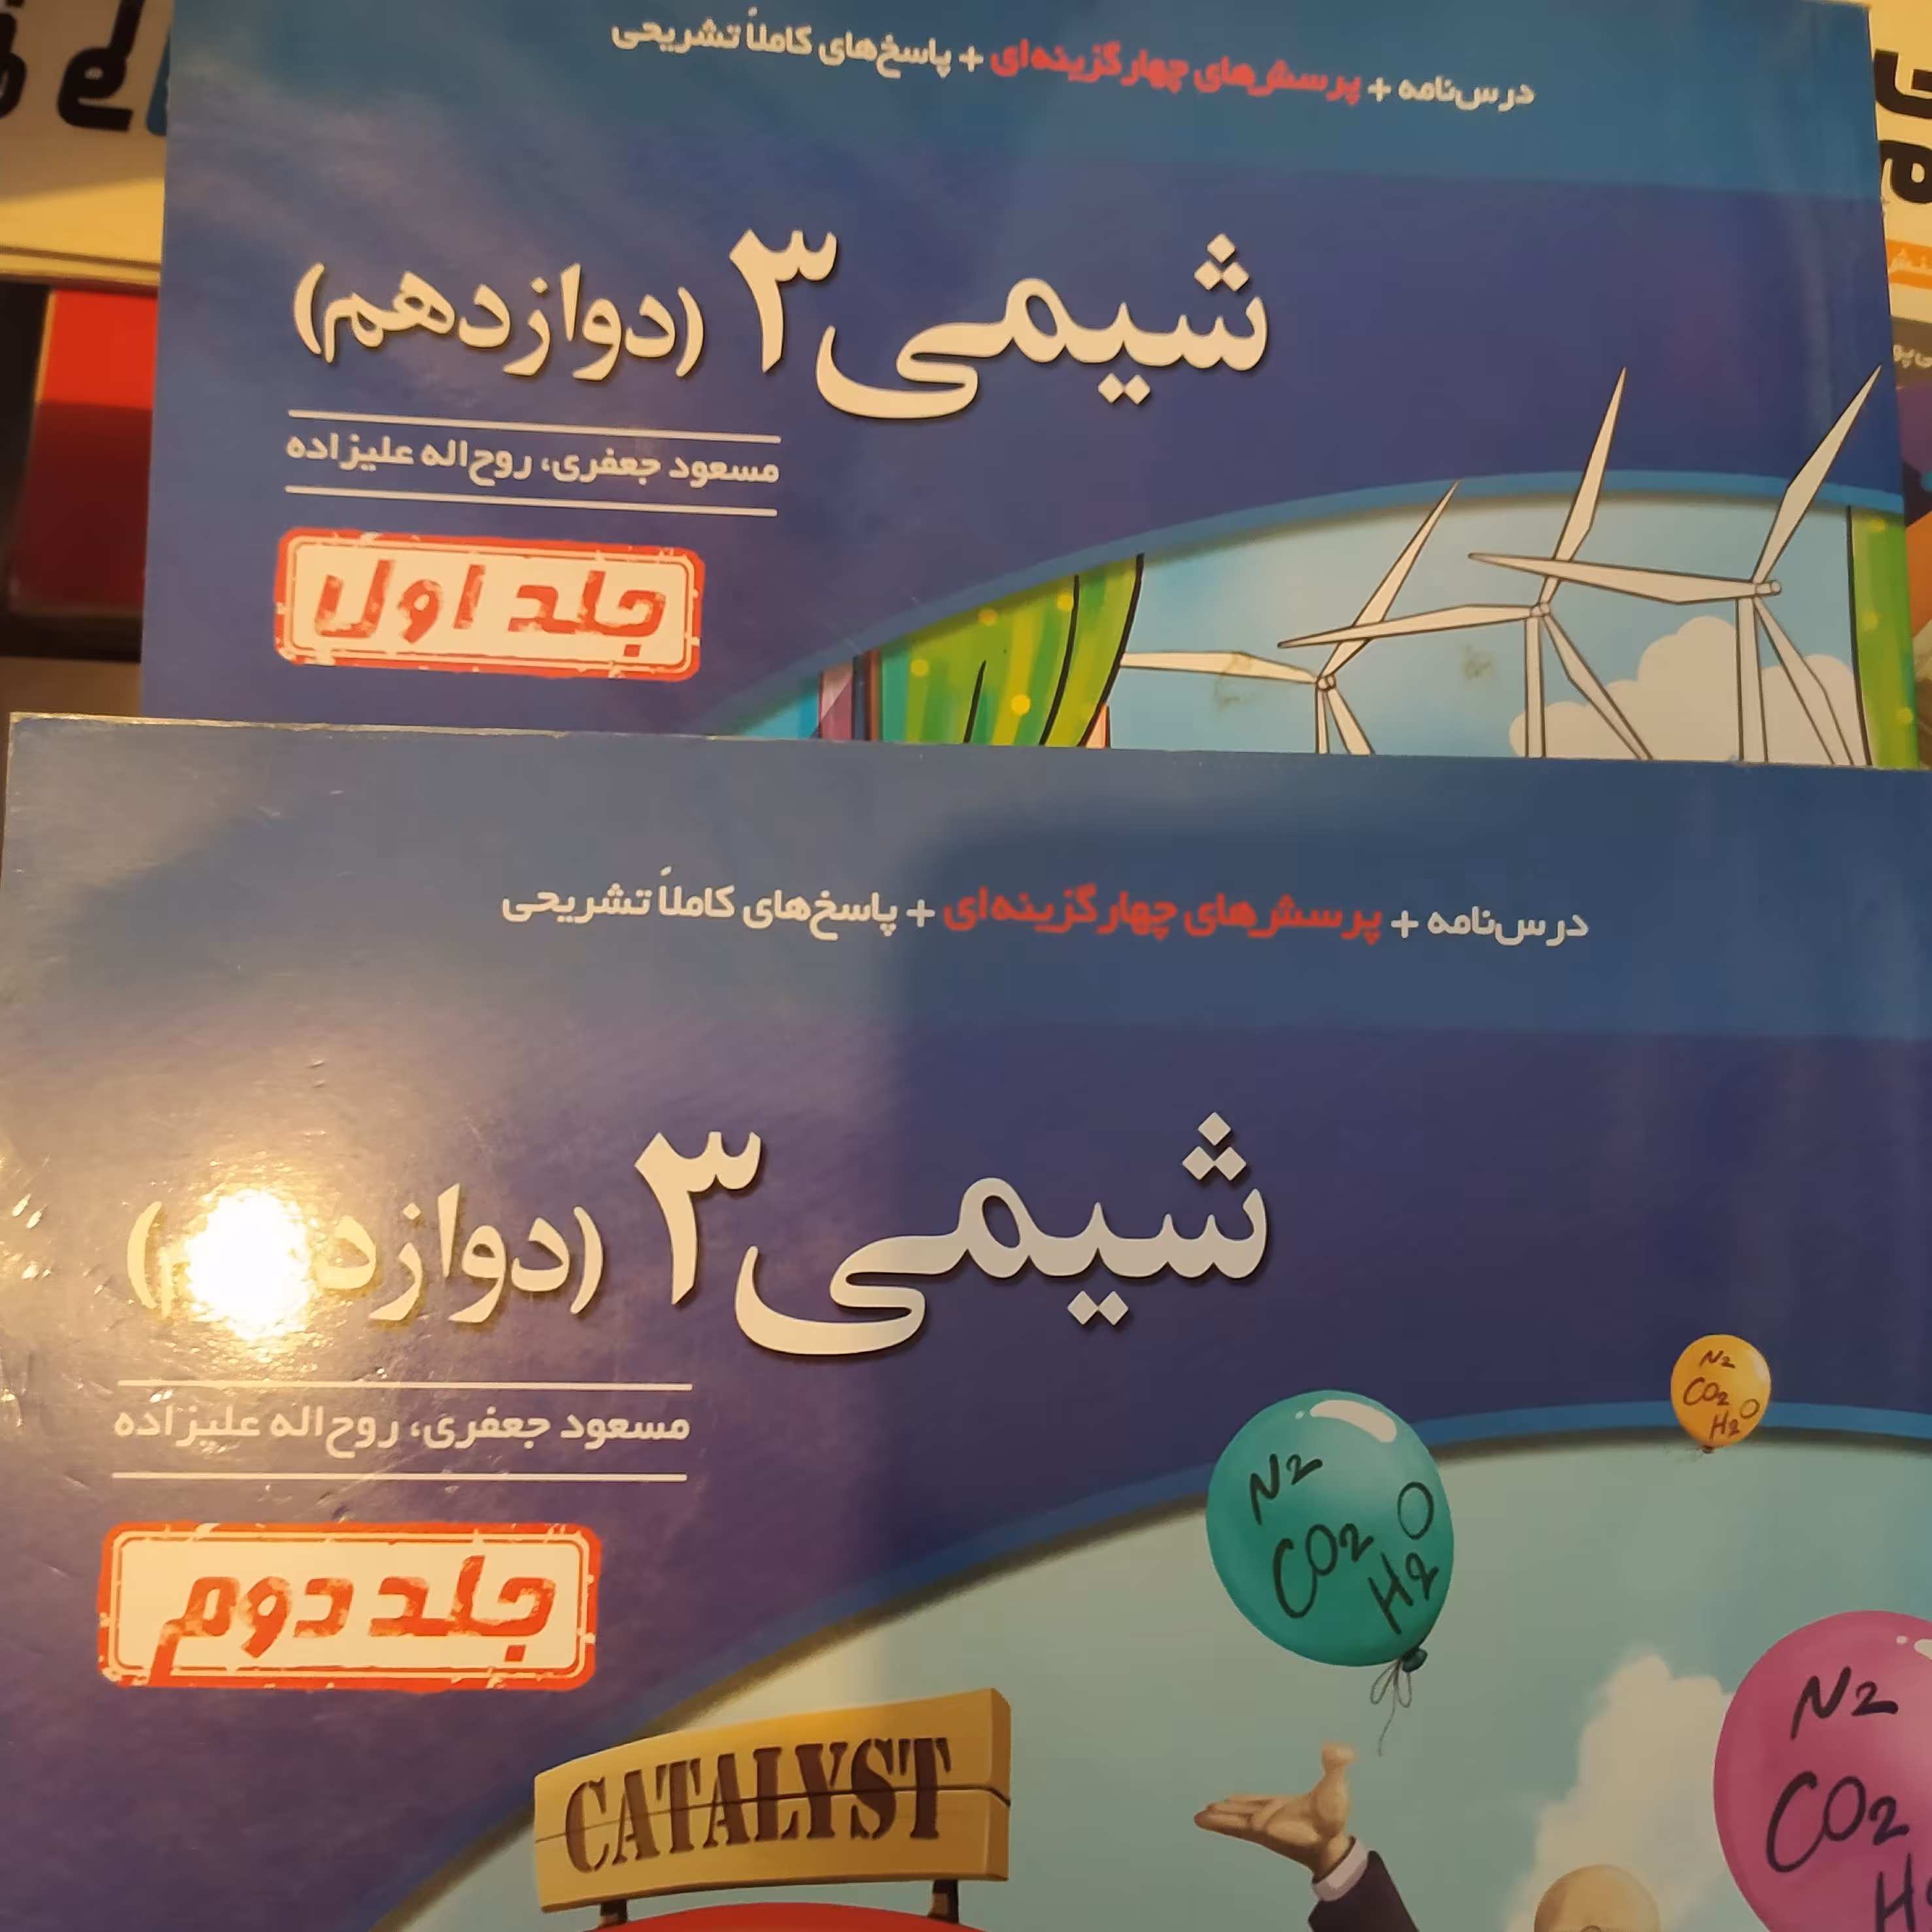 درس‌نامه + پرسش‌های چهارگزینه‌ای + پاسخ‌های کاملاً تشریحی
شیمی ۳ (دوازدهم)
مسعود جعفری، روح‌اله علیزاده
جلد اول
درس‌نامه + پرسش‌های چهارگزینه‌ای + پاسخ‌های کاملاً تشریحی
شیمی ۳
مسعود جعفری، روح‌اله علیزاده
جلد دوم
N2
CO2
H2O
N2
CO2
H2O
N2
CO2
CATALYST